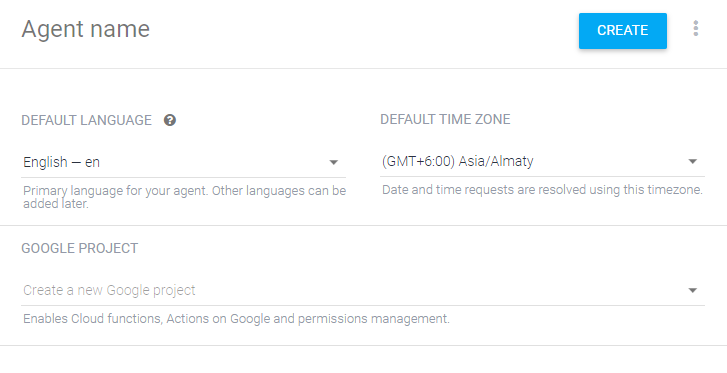 Agent name
CREATE
DEFAULT LANGUAGE ?
DEFAULT TIME ZONE
English — en
(GMT+6:00) Asia/Almaty
Primary language for your agent. Other languages can be
added later.
Date and time requests are resolved using this timezone.
GOOGLE PROJECT
Create a new Google project
Enables Cloud functions, Actions on Google and permissions management.